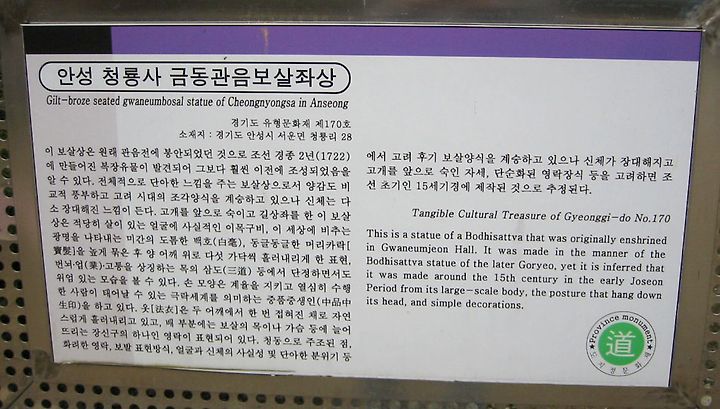 안성 청룡사 금동관음보살좌상
Gilt-broze seated gwaneumbosal statue of Cheongnyongsa in Anseong
경기도 유형문화재 제170호
소재지 : 경기도 안성시 서운면 청룡리 28
이 보살상은 원래 관음전에 봉안되었던 것으로 조선 경종 2년(1722)
에 만들어진 복장유물이 발견되어 그보다 훨씬 이전에 조성되었음을
알 수 있다. 전체적으로 단아한 느낌을 주는 보살상으로서 양감도 비
교적 풍부하고 고려 시대의 조각양식을 계승하고 있으나 신체는 다
소 장대해진 느낌이 든다. 고개를 앞으로 숙이고 길상좌를 한 이 보살
상은 적당히 살이 있는 얼굴에 사실적인 이목구비, 이 세상에 비추는
광명을 나타내는 미간의 도톰한 백호(白毫), 동글동글한 머리카락[
寶髮]을 높게 묶은 후 양 어깨 위로 다섯 가닥씩 흘러내리게 한 표현,
번뇌·업(業)·고통을 상징하는 목의 삼도(三道) 등에서 단정하면서도
위엄 있는 모습을 볼 수 있다. 손 모양은 계율을 지키고 열심히 수행
한 사람이 태어날 수 있는 극락세계를 의미하는 중품중생인(中品中
生印)을 하고 있다. 옷[法衣]은 두 어깨에서 한 번 접혀진 채로 자연
스럽게 흘러내리고 있고, 배 부분에는 보살의 목이나 가슴 등에 늘어
뜨리는 장신구의 하나인 영락이 표현되어 있다. 청동으로 주조된 점,
화려한 영락, 보발 표현방식, 얼굴과 신체의 사실성 및 단아한 분위기 등
에서 고려 후기 보살양식을 계승하고 있으나 신체가 장대해지고
고개를 앞으로 숙인 자세, 단순화된 영락장식 등을 고려하면 조
선 초기인 15세기경에 제작된 것으로 추정된다.
Tangible Cultural Treasure of Gyeonggi-do No.170
This is a statue of a Bodhisattva that was originally enshrined
in Gwaneumjeon Hall. It was made in the manner of the
Bodhisattva statue of the later Goryeo, yet it is inferred that
it was made around the 15th century in the early Joseon
Period from its large-scale body, the posture that hang down
its head, and simple decorations.
★Province monument★
道
도지정문화재